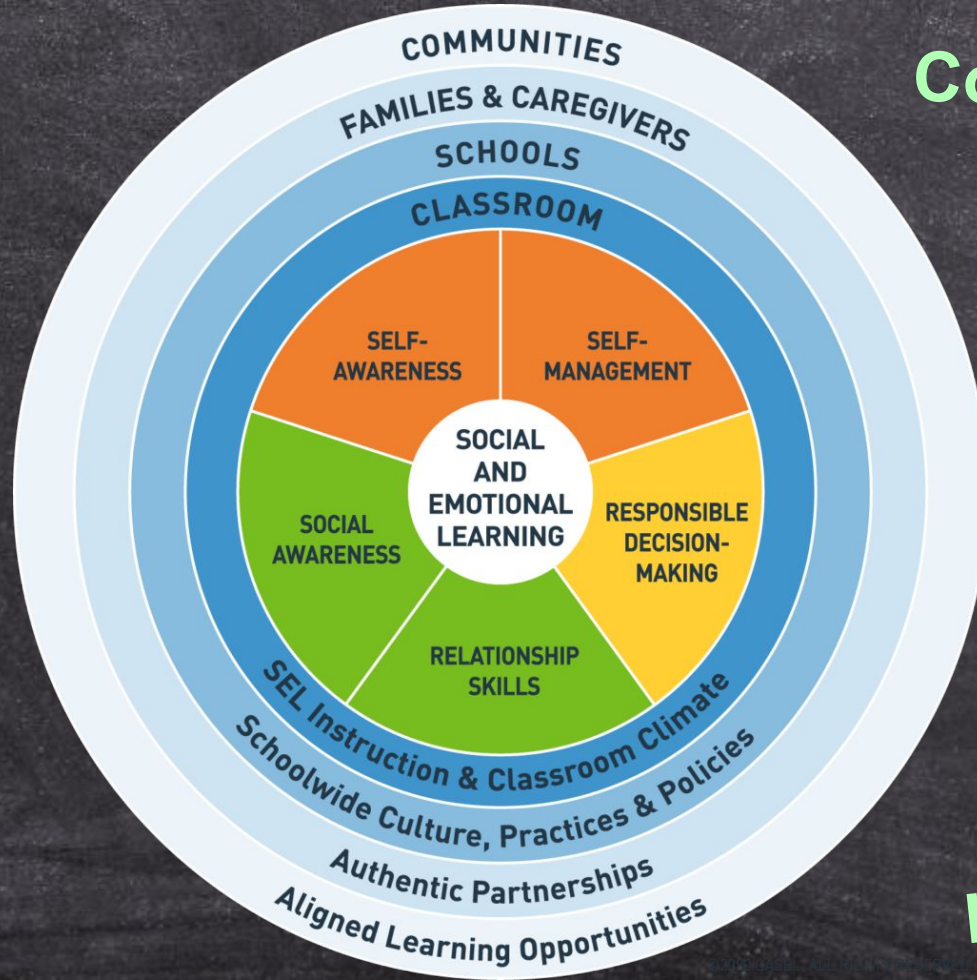 COMMUNITIES
FAMILIES & CAREGIVERS
SCHOOLS
CLASSROOM
SELF-
AWARENESS
SELF-
MANAGEMENT
SOCIAL
AND
EMOTIONAL
LEARNING
SOCIAL
AWARENESS
RESPONSIBLE
DECISION-
MAKING
RELATIONSHIP
SKILLS
SEL Instruction & Classroom Climate
Schoolwide Culture, Practices & Policies
Authentic Partnerships
Aligned Learning Opportunities